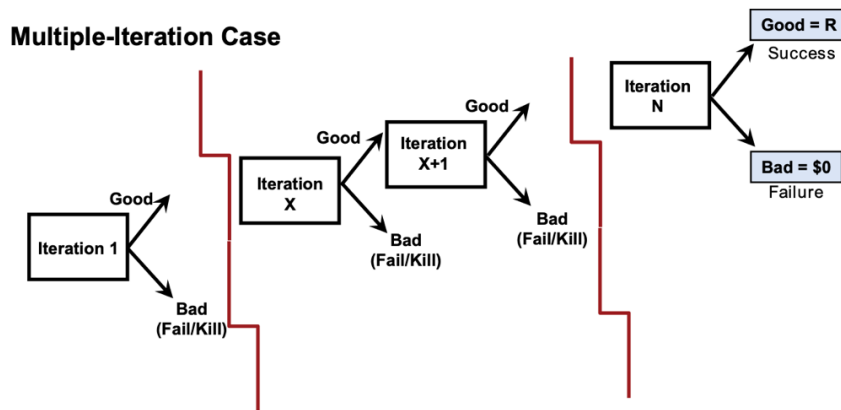 Multiple-Iteration Case
Good
Iteration 1
Bad
(Fail/Kill)
Good
Iteration
X
Bad
(Fail/Kill)
Good
Iteration
X+1
Bad
(Fail/Kill)
Iteration
N
Good = R
Success
Bad = $0
Failure